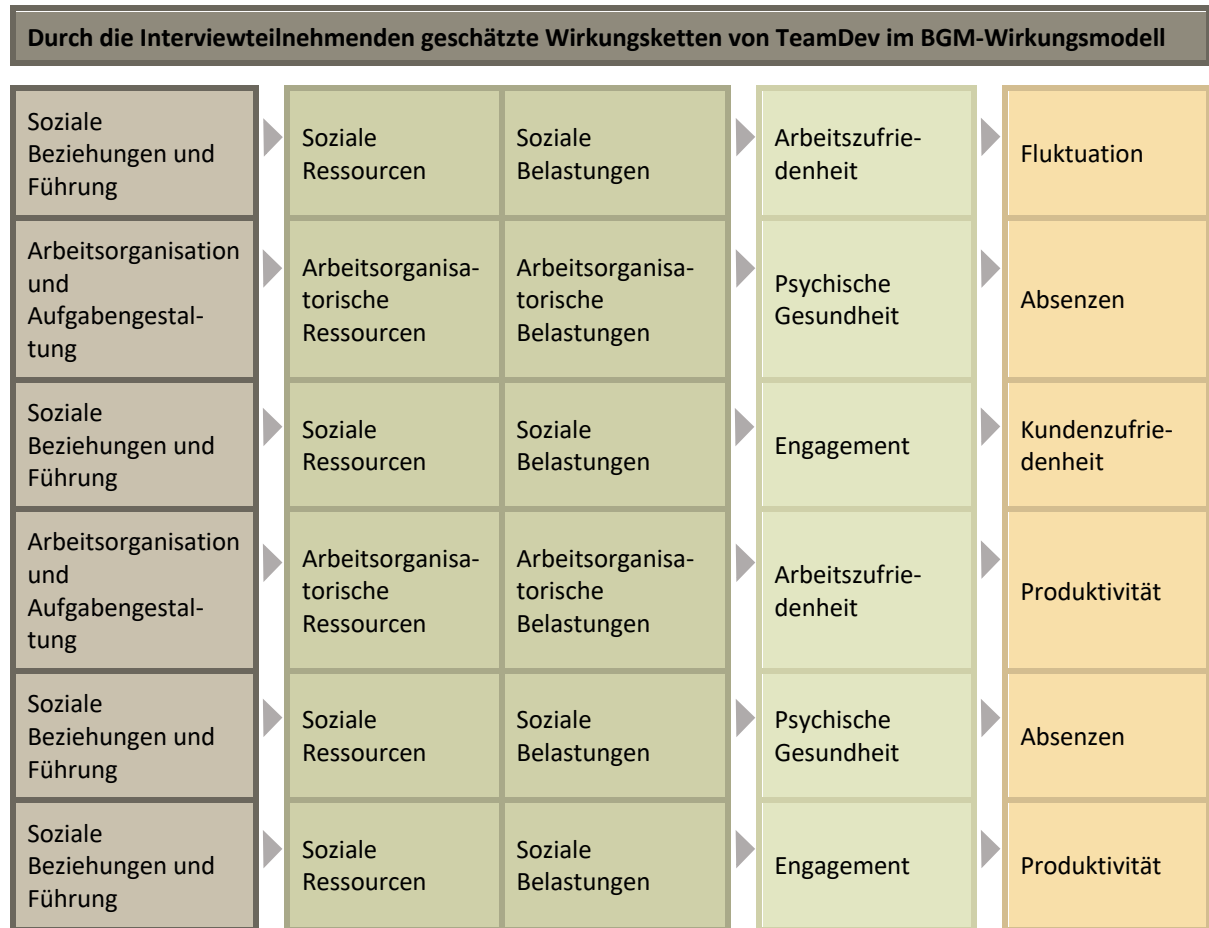 Durch die Interviewteilnehmenden geschätzte Wirkungsketten von TeamDev im BGM-Wirkungsmodell
Soziale
Beziehungen und
Führung
Soziale
Ressourcen
Soziale
Belastungen
Arbeitszufrie-
denheit
Fluktuation
Arbeitsorganisation
und
Aufgabengestal-
tung
Arbeitsorganisa-
torische
Ressourcen
Arbeitsorganisa-
torische
Belastungen
Psychische
Gesundheit
Absenzen
Soziale
Beziehungen und
Führung
Soziale
Ressourcen
Soziale
Belastungen
Engagement
Kundenzufrie-
denheit
Arbeitsorganisation
und
Aufgabengestal-
tung
Arbeitsorganisa-
torische
Ressourcen
Arbeitsorganisa-
torische
Belastungen
Arbeitszufrie-
denheit
Produktivität
Soziale
Beziehungen und
Führung
Soziale
Ressourcen
Soziale
Belastungen
Psychische
Gesundheit
Absenzen
Soziale
Beziehungen und
Führung
Soziale
Ressourcen
Soziale
Belastungen
Engagement
Produktivität